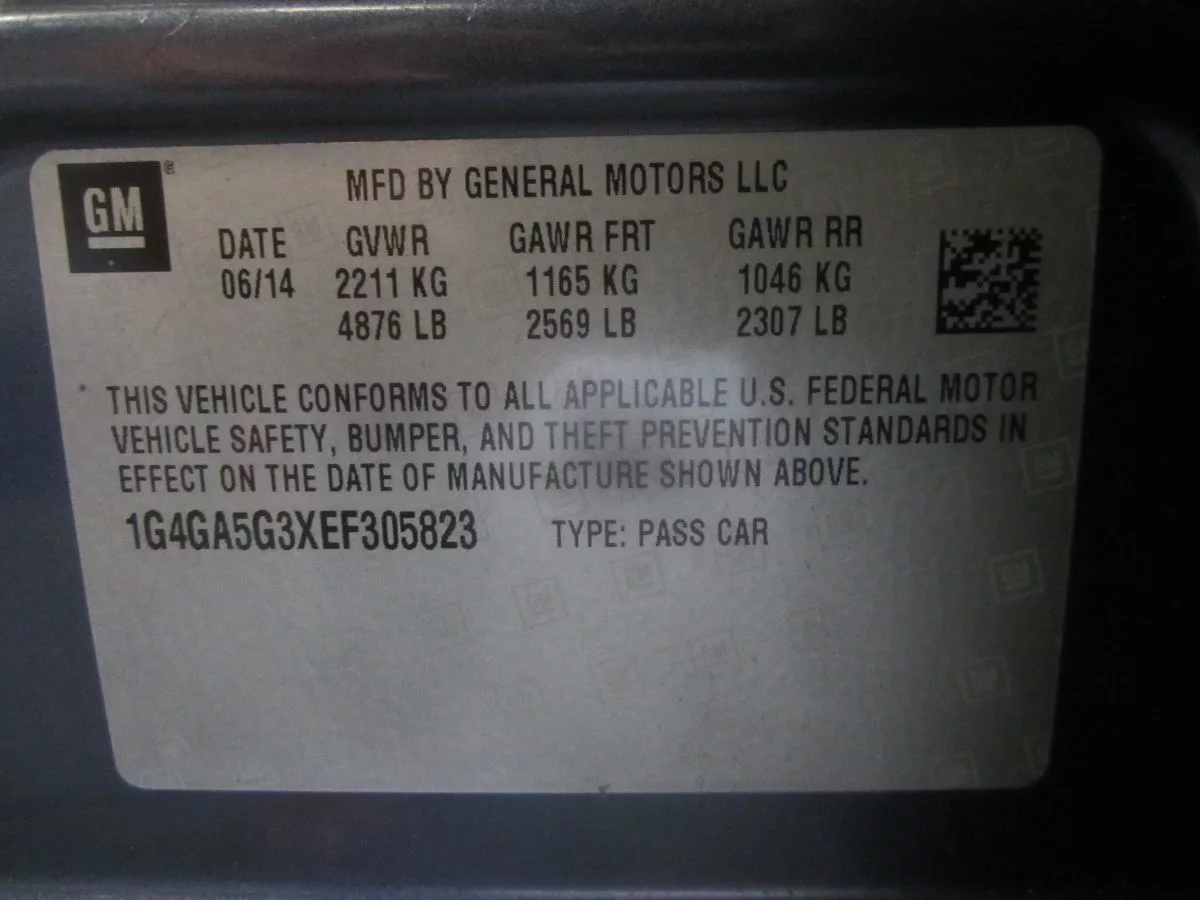 GM ®
MFD BY GENERAL MOTORS LLC
DATE GVWR GAWR FRT GAWR RR
06/14 2211 KG 1165 KG 1046 KG
4876 LB 2569 LB 2307 LB
THIS VEHICLE CONFORMS TO ALL APPLICABLE U.S. FEDERAL MOTOR
VEHICLE SAFETY, BUMPER, AND THEFT PREVENTION STANDARDS IN
EFFECT ON THE DATE OF MANUFACTURE SHOWN ABOVE.
1G4GA5G3XEF305823 TYPE: PASS CAR